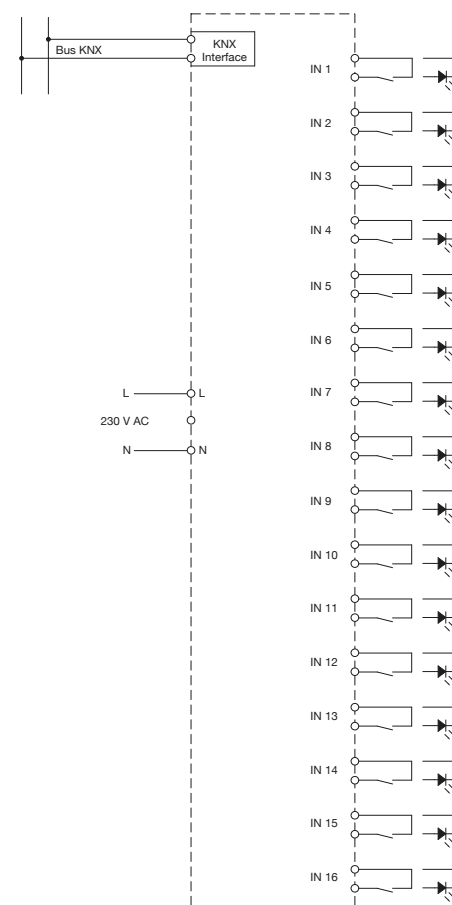 Bus KNX
KNX
Interface
IN 1
IN 2
IN 3
IN 4
IN 5
IN 6
L
L
IN 7
230 V AC
N
N
IN 8
IN 9
IN 10
IN 11
IN 12
IN 13
IN 14
IN 15
IN 16